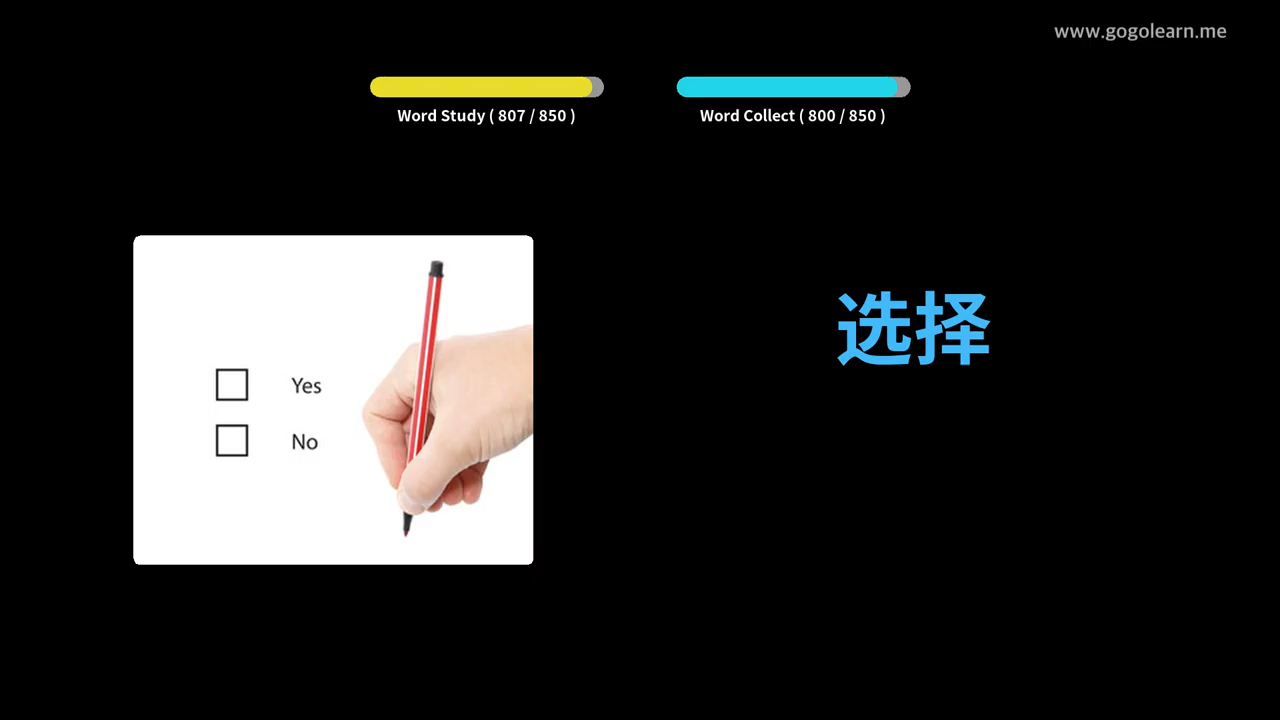 www.gogolearn.me
Word Study ( 807 / 850 )
Word Collect ( 800 / 850 )
选择
Yes
No